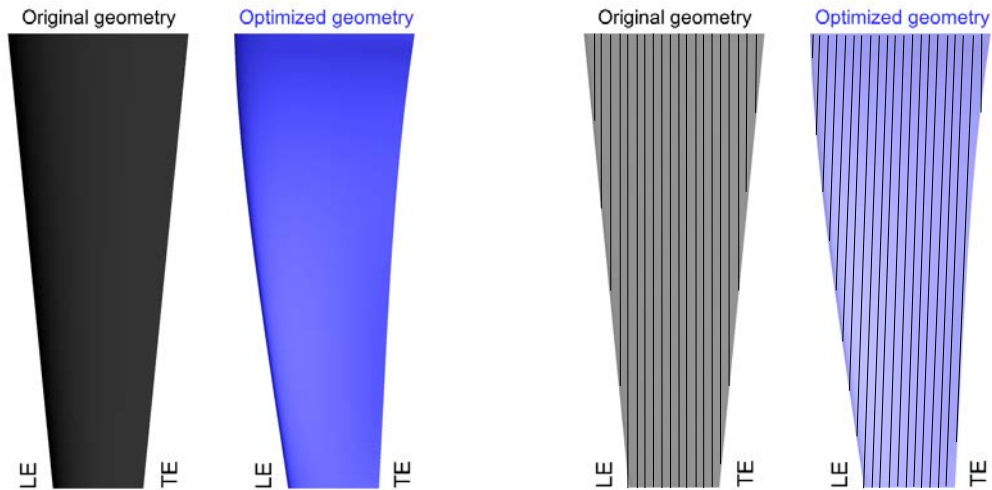 Original geometry
Optimized geometry
Original geometry
Optimized geometry
LE
TE
LE
TE
LE
TE
LE
TE